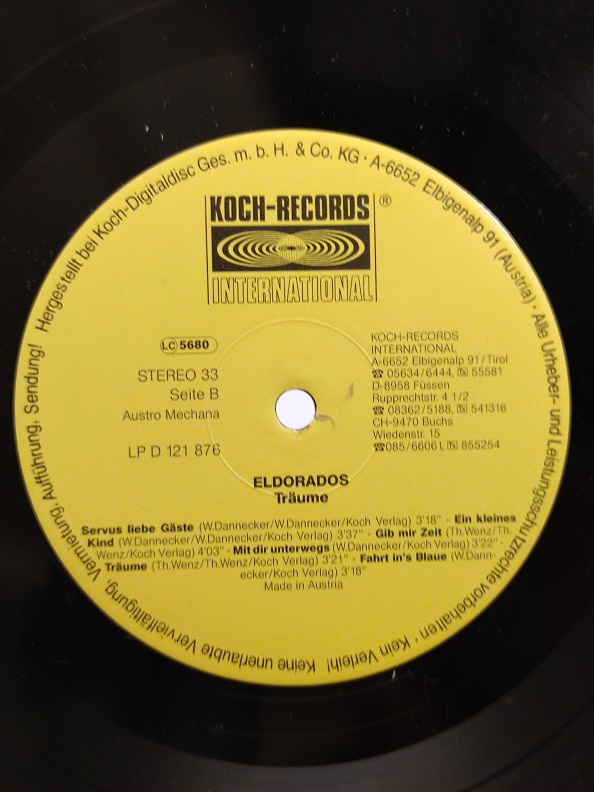 Hergestellt bei Koch-Digitaldisc Ges. m. b. H. & Co. KG · A-6652 Elbigenalp 91 (Austria) · Alle Urheber- und Leistungsschutzrechte vorbehalten · Kein Verleih! Keine unerlaubte Vervielfältigung, Vermietung, Aufführung, Sendung!
KOCH-RECORDS ®
INTERNATIONAL
LC 5680
STEREO 33
Seite B
Austro Mechana
LP D 121 876
KOCH-RECORDS
INTERNATIONAL
A-6652 Elbigenalp 91/Tirol
☎ 05634/6444, 55581
D-8958 Füssen
Rupprechtstr. 4 1/2
☎ 08362/5188, 541316
CH-9470 Buchs
Wiedenstr. 15
☎ 085/66061, 855254
ELDORADOS
Träume
Servus liebe Gäste (W.Dannecker/W.Dannecker/Koch Verlag) 3'18" - Ein kleines
Kind (W.Dannecker/W.Dannecker/Koch Verlag) 3'37" - Gib mir Zeit (Th.Wenz/Th.
Wenz/Koch Verlag) 4'03" - Mit dir unterwegs (W.Dannecker/Koch Verlag) 3'22" -
Träume (Th.Wenz/Th.Wenz/Koch Verlag) 3'21" - Fahrt in's Blaue (W.Dann-
ecker/Koch Verlag) 3'18"
Made in Austria